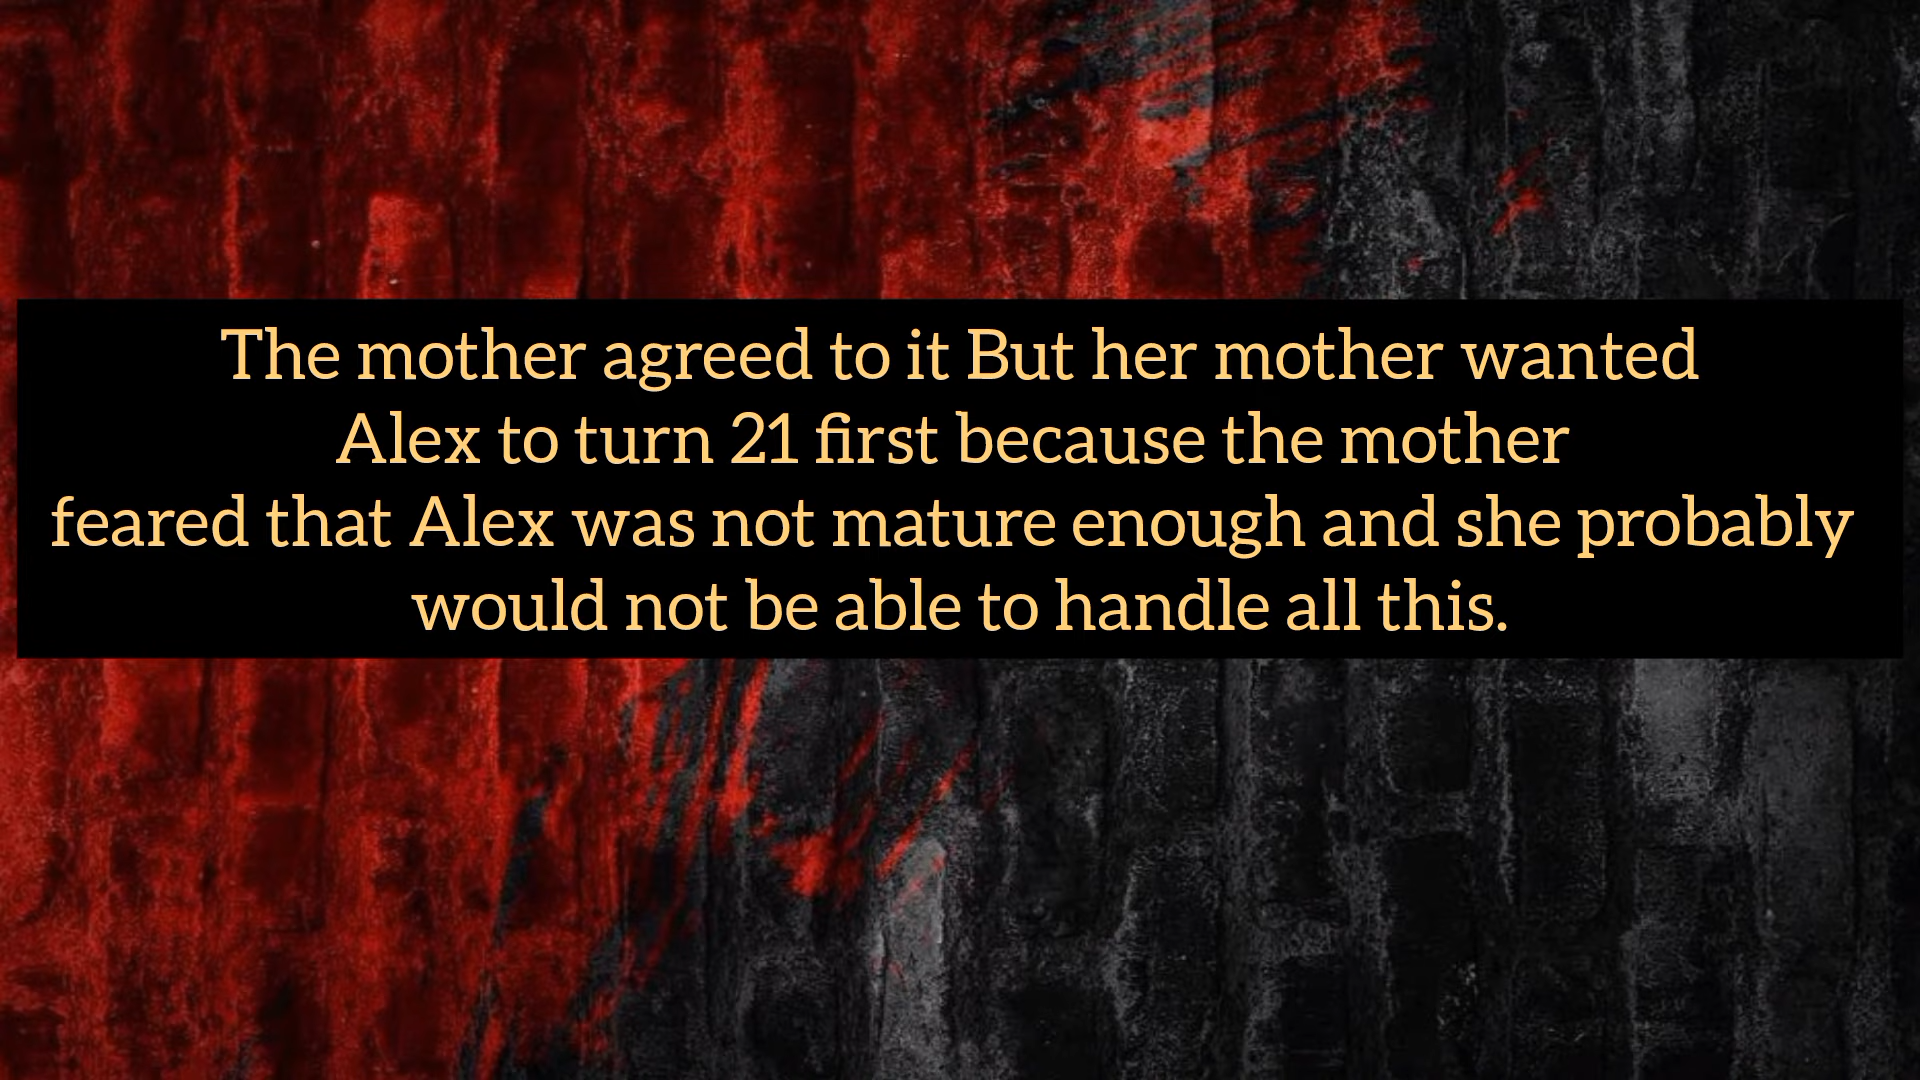 The mother agreed to it But her mother wanted
Alex to turn 21 first because the mother
feared that Alex was not mature enough and she probably
would not be able to handle all this.